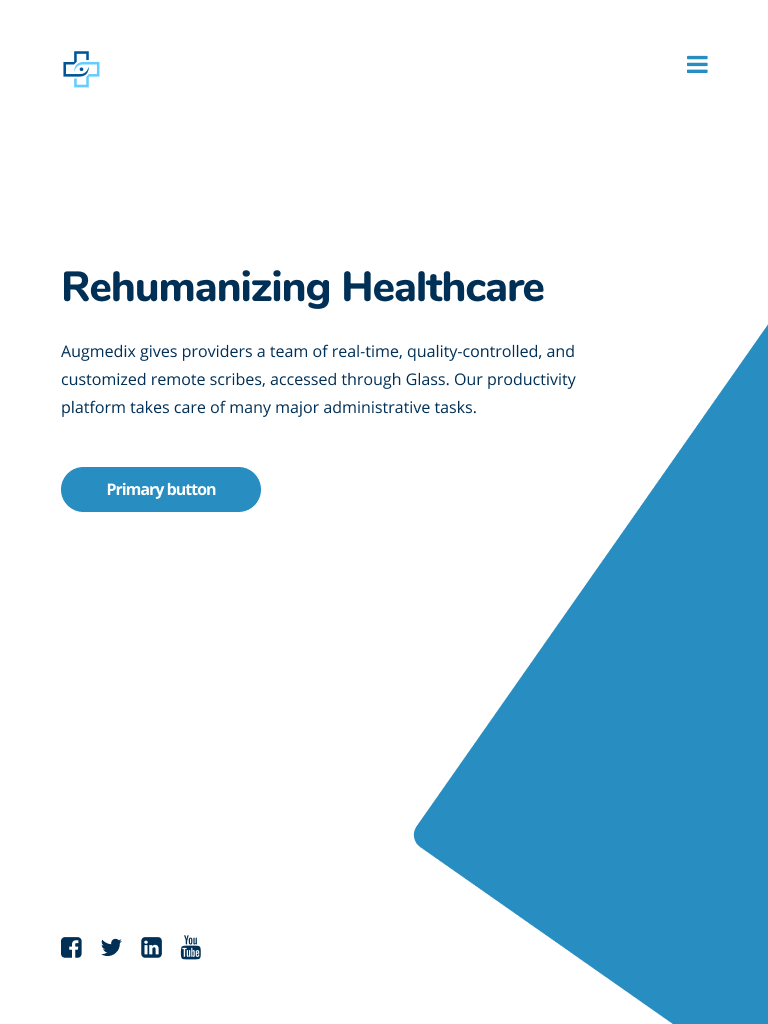 Rehumanizing Healthcare
Augmedix gives providers a team of real-time, quality-controlled, and
customized remote scribes, accessed through Glass. Our productivity
platform takes care of many major administrative tasks.
Primary button
in
You
Tube